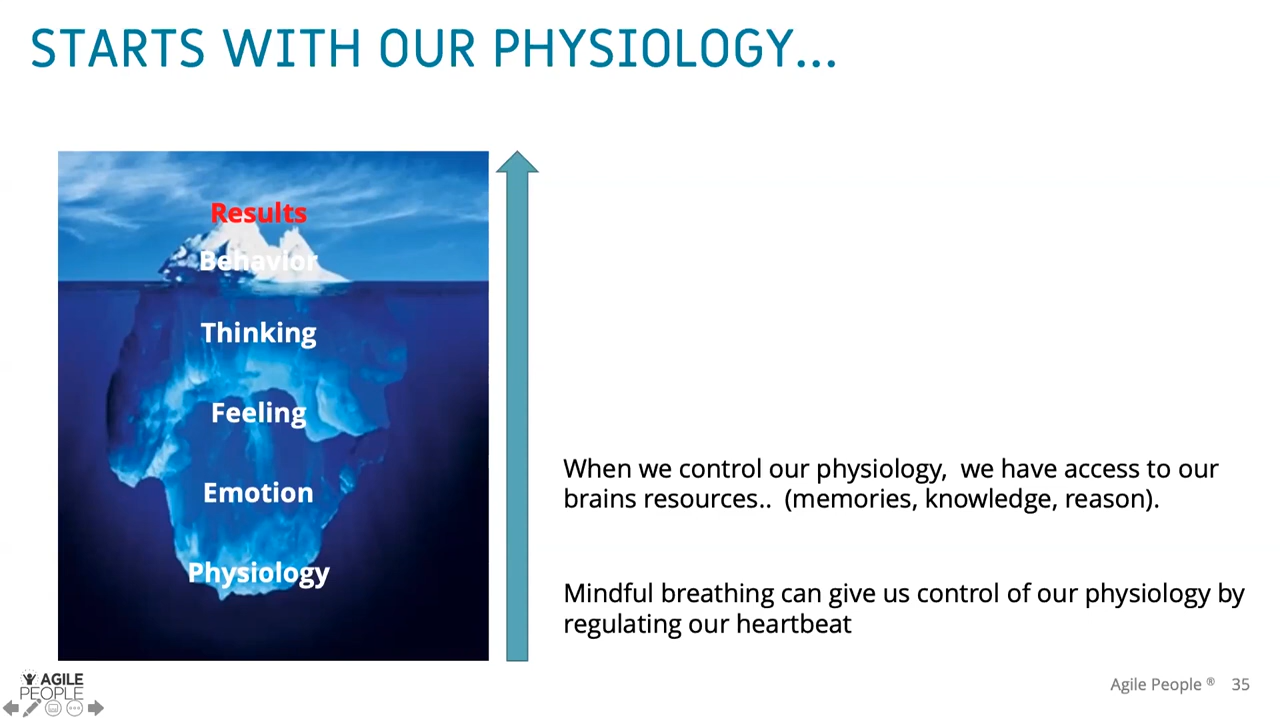 STARTS WITH OUR PHYSIOLOGY...
Results
Behavior
Thinking
Feeling
Emotion
Physiology
When we control our physiology,  we have access to our
brains resources..  (memories, knowledge, reason).
Mindful breathing can give us control of our physiology by
regulating our heartbeat
AGILE
PEOPLE
Agile People ® 35